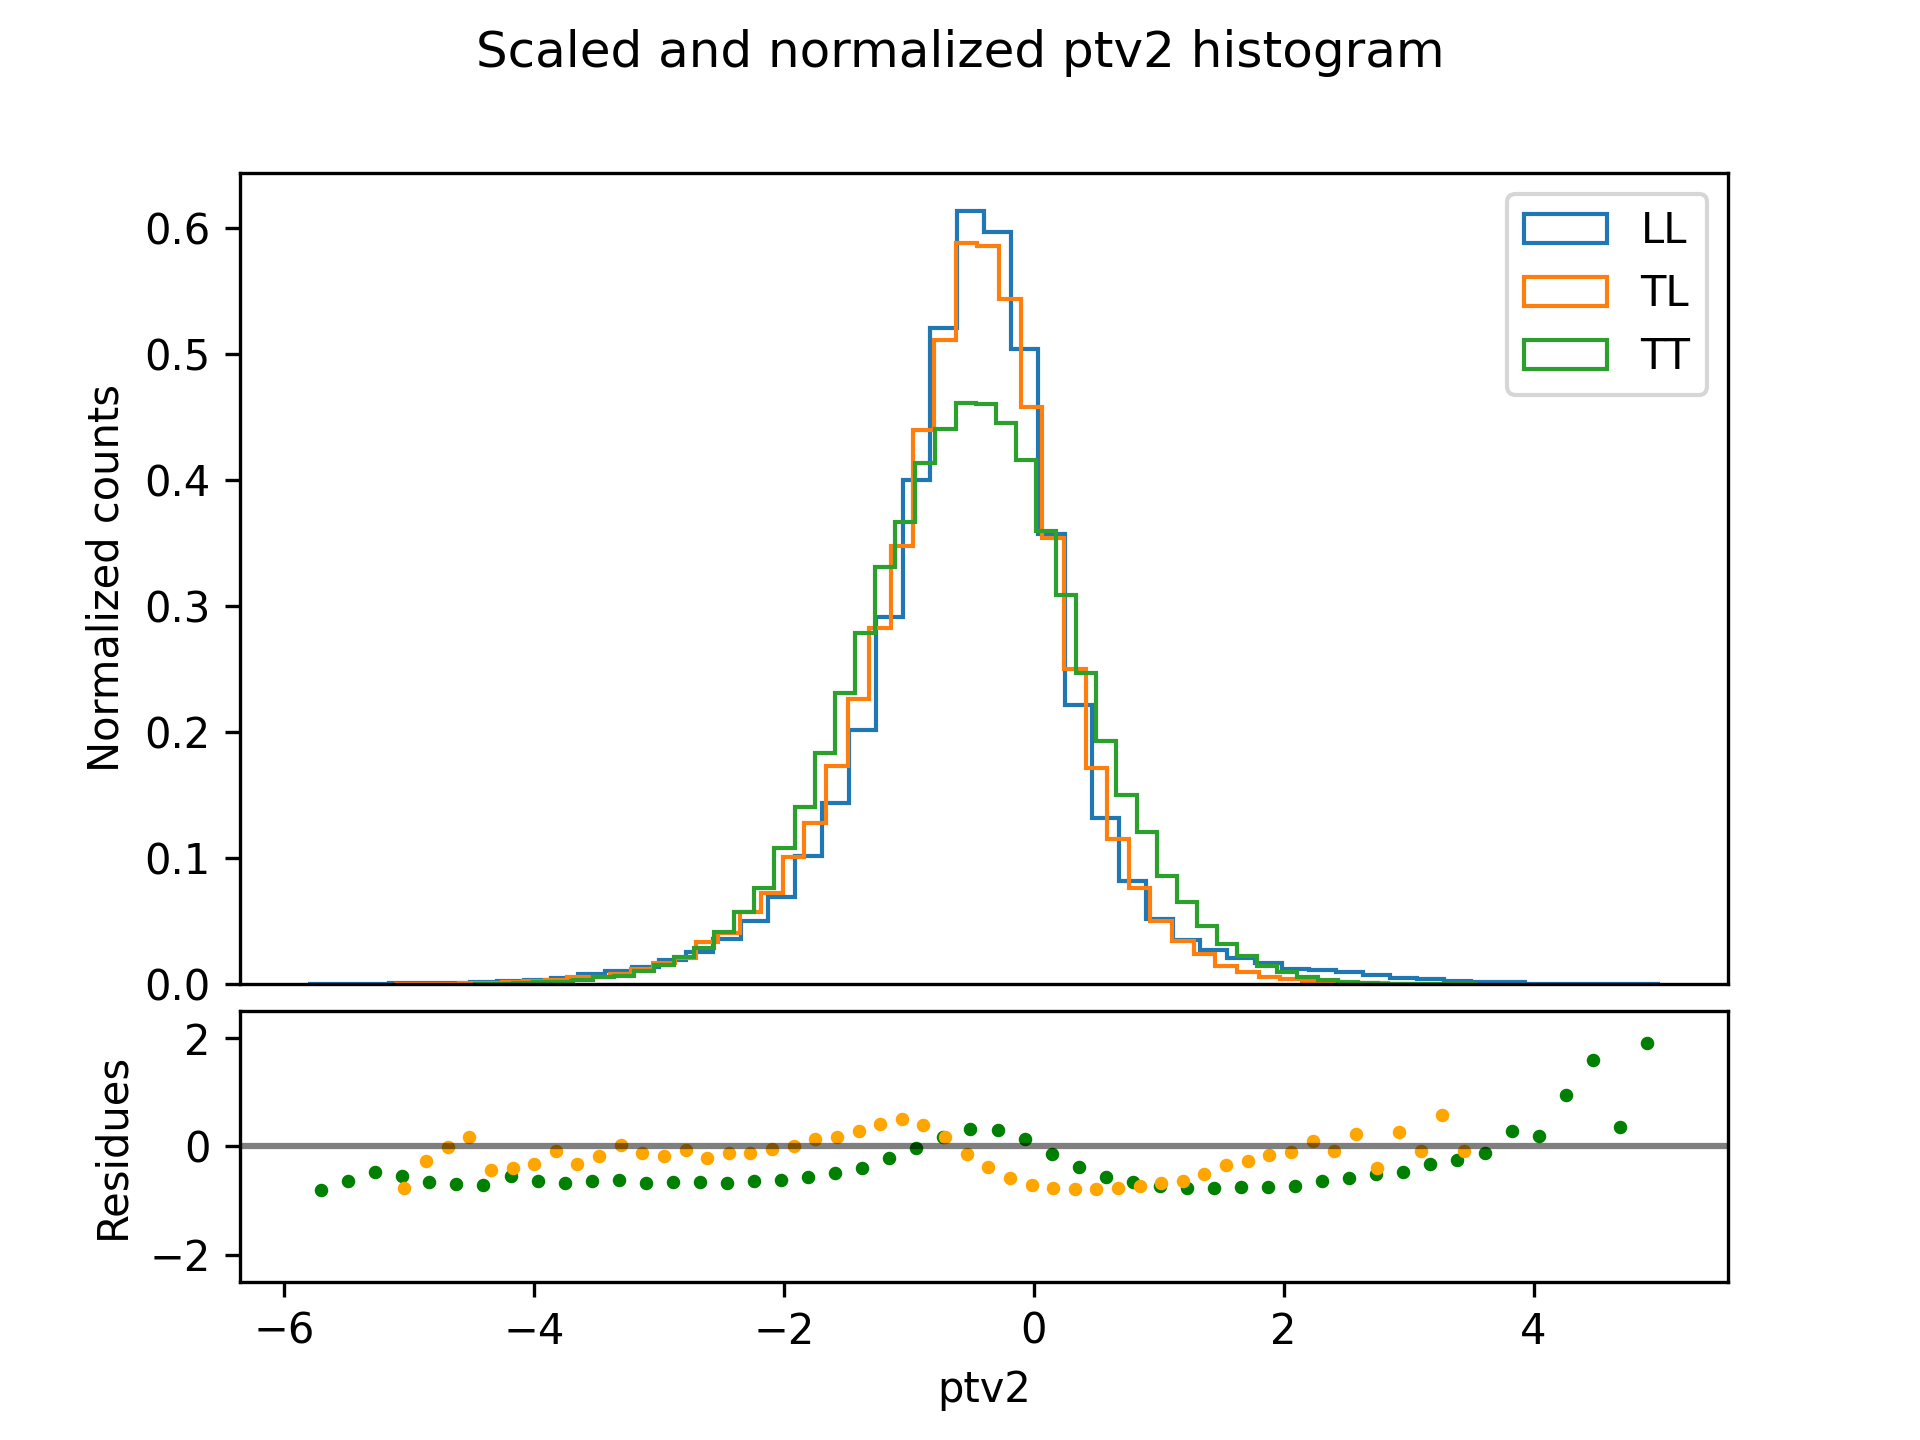 Scaled and normalized ptv2 histogram
LL
TL
TT
Normalized counts
0.6
0.5
0.4
0.3
0.2
0.1
0.0
Residues
2
0
−2
−6 −4 −2 0 2 4
ptv2